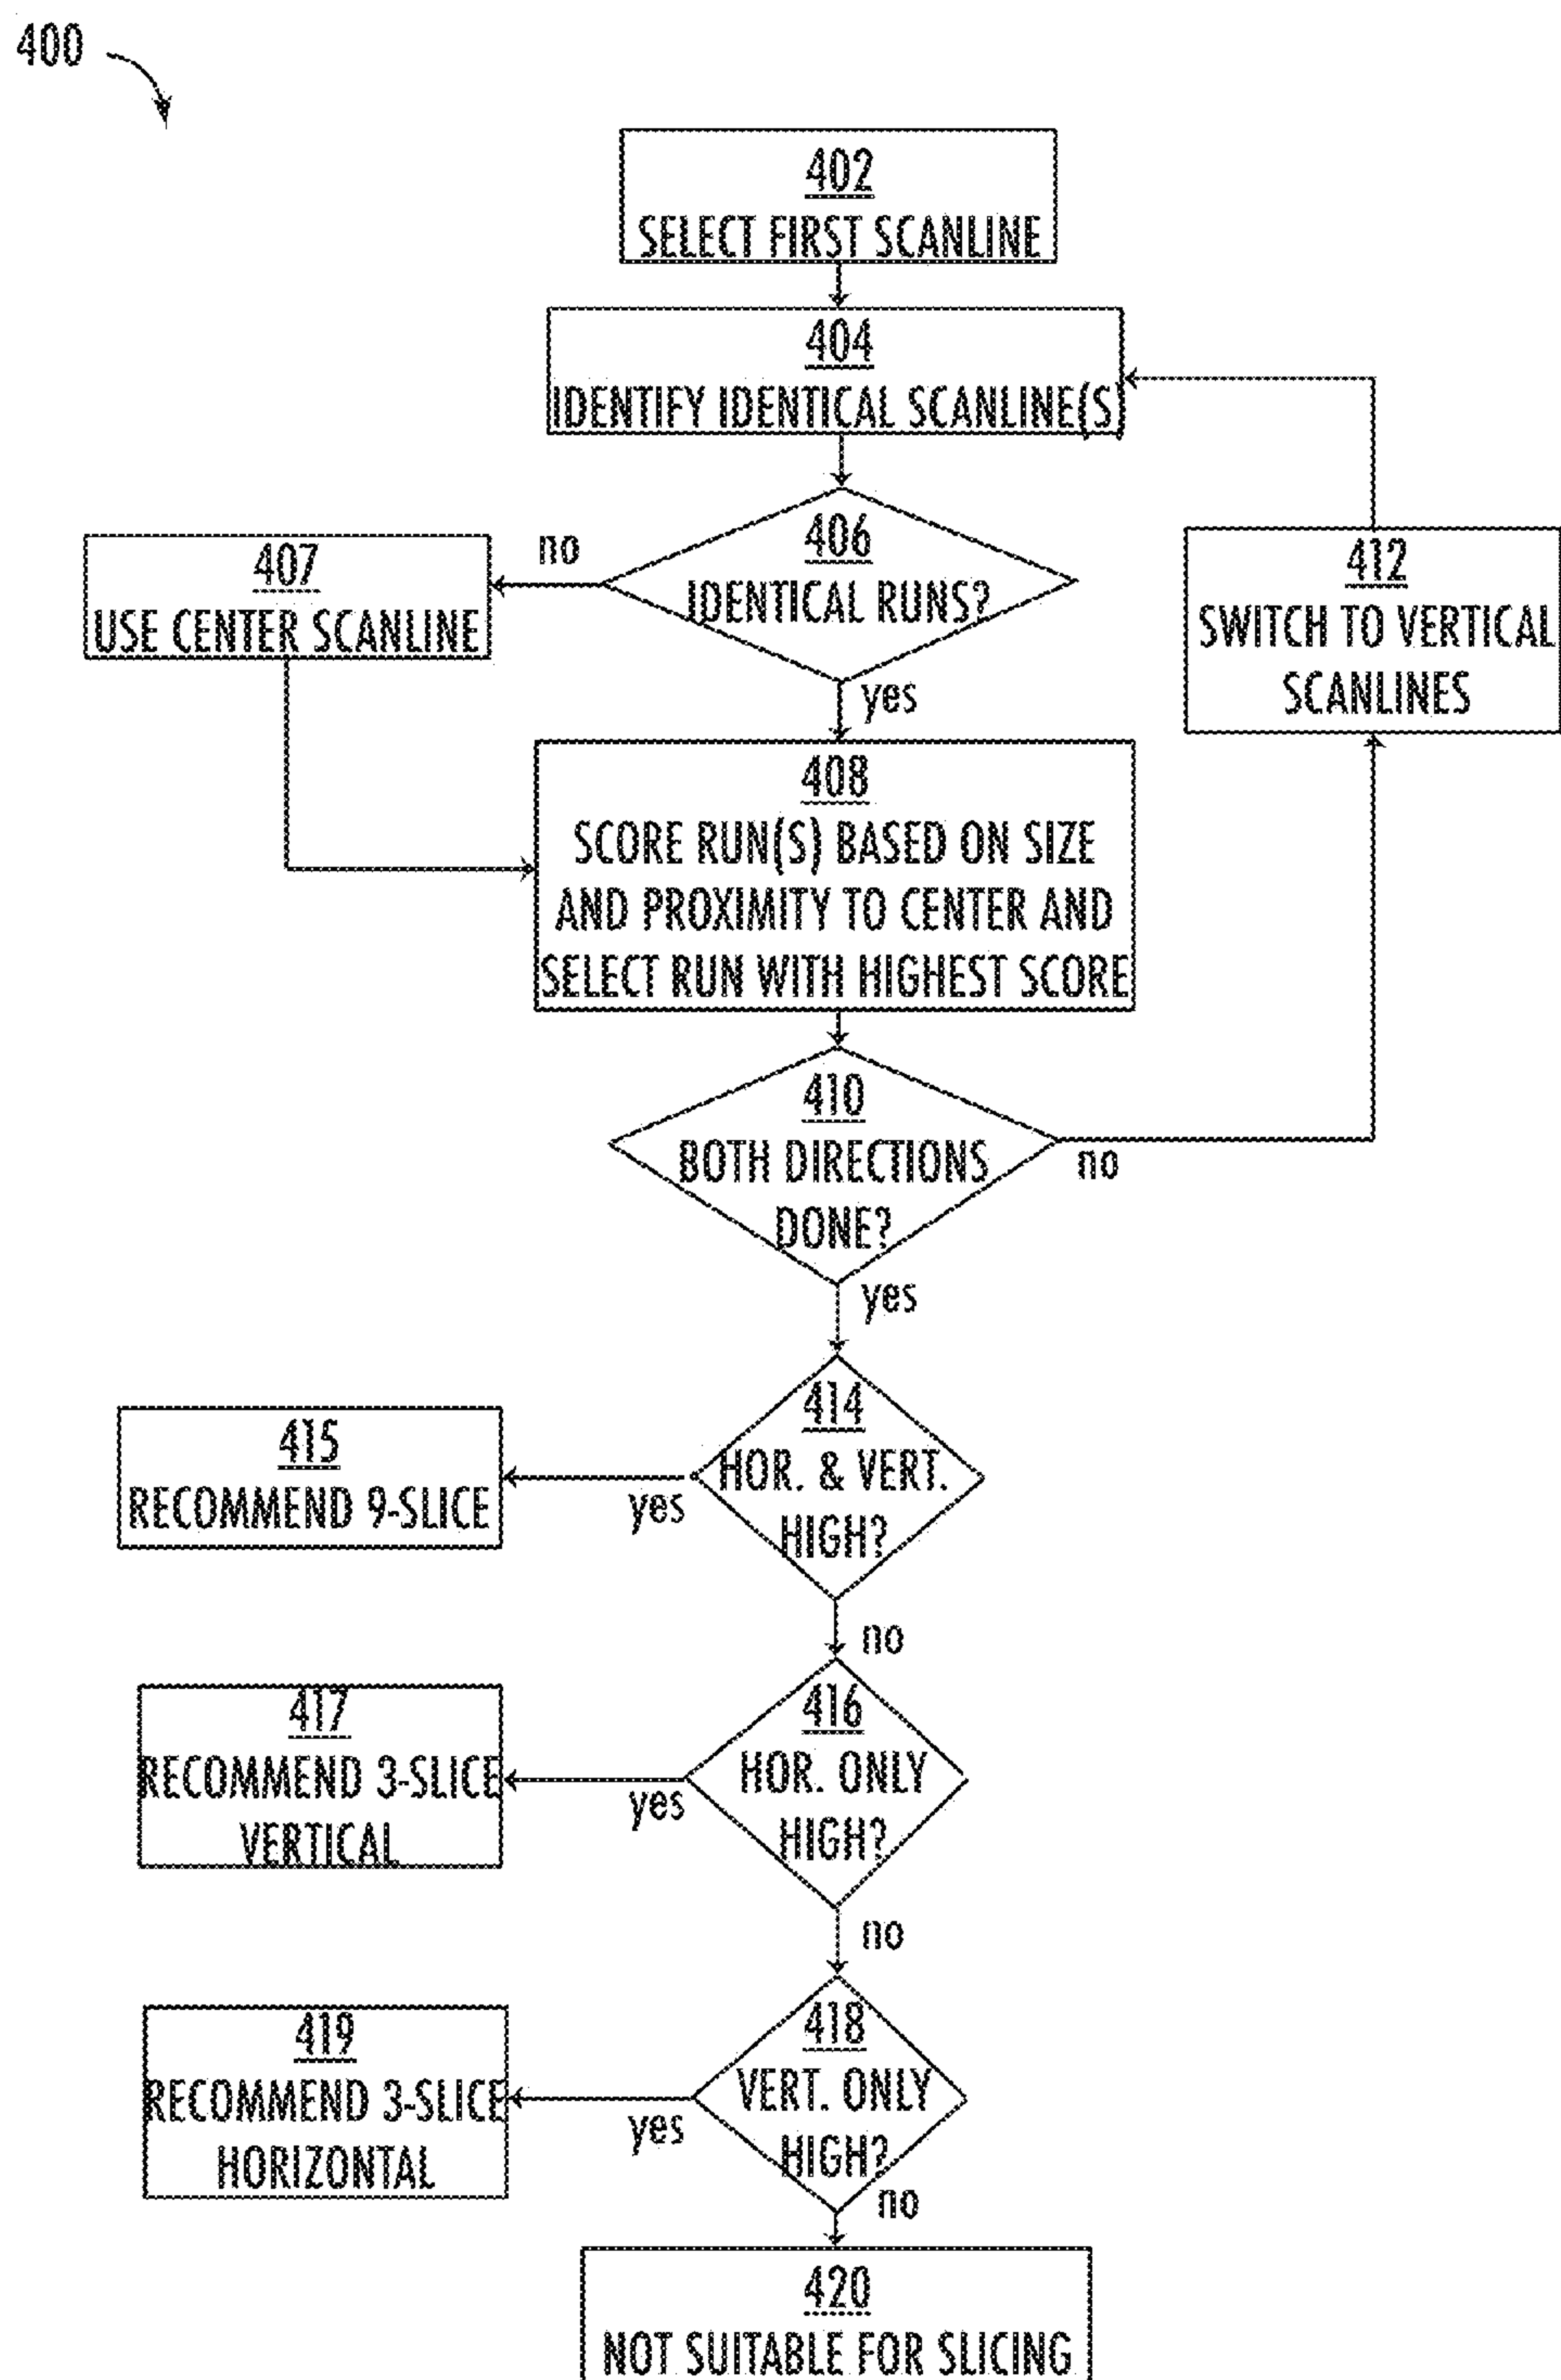 400
402
SELECT FIRST SCANLINE
404
IDENTIFY IDENTICAL SCANLINE(S)
406
IDENTICAL RUNS?
no
yes
407
USE CENTER SCANLINE
412
SWITCH TO VERTICAL
SCANLINES
408
SCORE RUN(S) BASED ON SIZE
AND PROXIMITY TO CENTER AND
SELECT RUN WITH HIGHEST SCORE
410
BOTH DIRECTIONS
DONE?
no
yes
414
HOR. & VERT.
HIGH?
yes
415
RECOMMEND 9-SLICE
no
416
HOR. ONLY
HIGH?
yes
417
RECOMMEND 3-SLICE
VERTICAL
no
418
VERT. ONLY
HIGH?
yes
419
RECOMMEND 3-SLICE
HORIZONTAL
no
420
NOT SUITABLE FOR SLICING